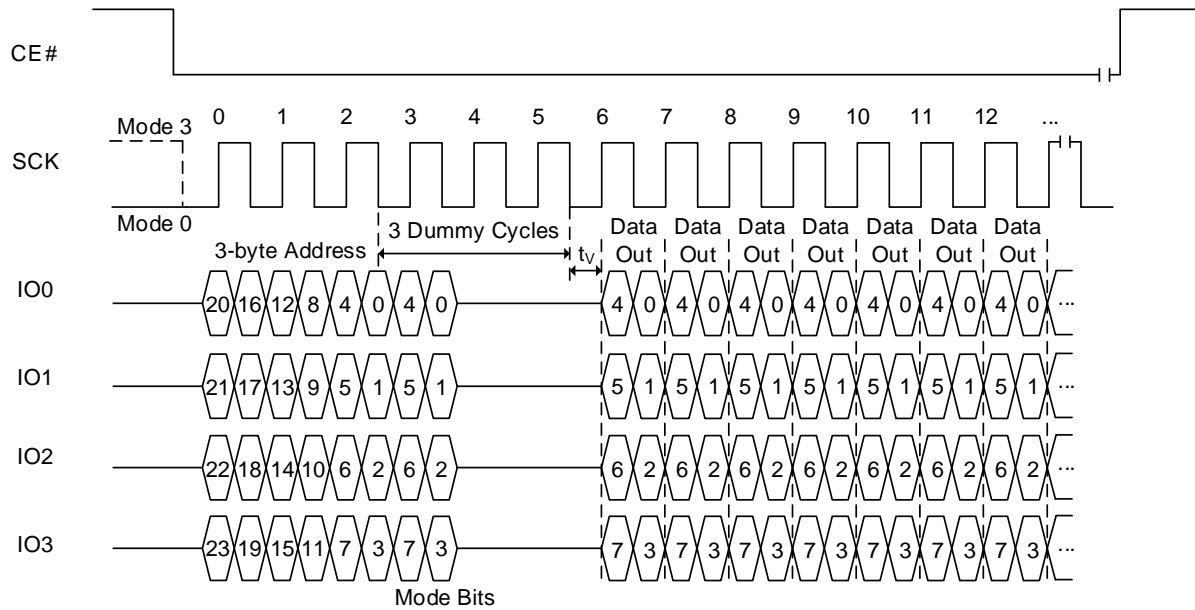 CE#
0 1 2 3 4 5 6 7 8 9 10 11 12 ...
Mode 3
SCK
Mode 0
3 Dummy Cycles Data Data Data Data Data Data Data
3-byte Address tV Out Out Out Out Out Out Out
IO0 20 16 12 8 4 0 4 0 4 0 4 0 4 0 4 0 4 0 4 0 4 0 ...
IO1 21 17 13 9 5 1 5 1 5 1 5 1 5 1 5 1 5 1 5 1 5 1 ...
IO2 22 18 14 10 6 2 6 2 6 2 6 2 6 2 6 2 6 2 6 2 6 2 ...
IO3 23 19 15 11 7 3 7 3 7 3 7 3 7 3 7 3 7 3 7 3 7 3 ...
Mode Bits